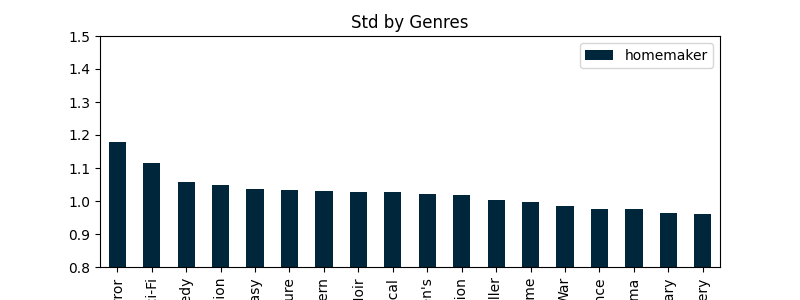 Std by Genres
homemaker
1.5
1.4
1.3
1.2
1.1
1.0
0.9
0.8
ror
i-Fi
edy
ion
asy
ure
ern
loir
cal
n's
ion
ller
me
War
nce
ma
ary
ery